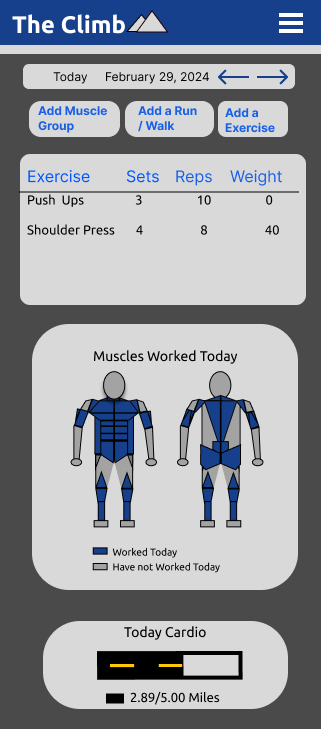 The Climb
Today February 29, 2024
Add Muscle Group
Add a Run / Walk
Add a Exercise
Exercise Sets Reps Weight
Push Ups 3 10 0
Shoulder Press 4 8 40
Muscles Worked Today
Worked Today
Have not Worked Today
Today Cardio
2.89/5.00 Miles